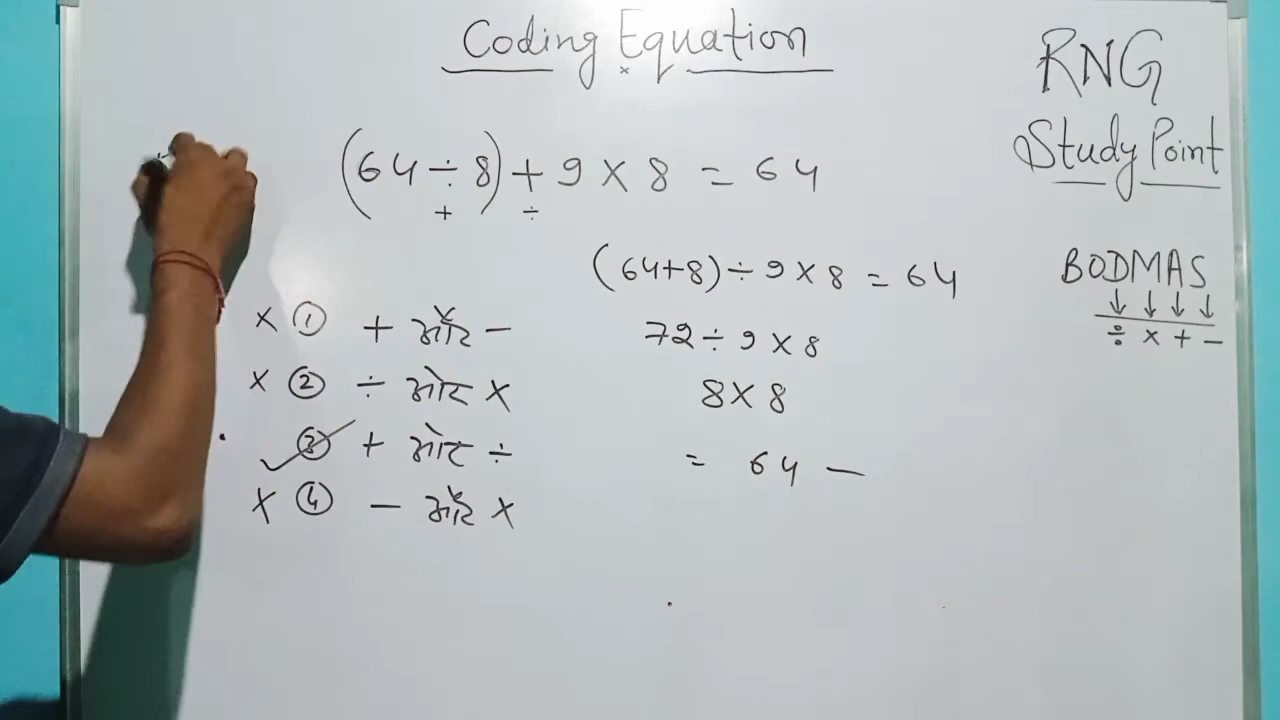 Coding Equation
×
RNG
Study Point
(64 ÷ 8) + 9 × 8 = 64
+ ÷
(64+8) ÷ 9 × 8 = 64
72 ÷ 9 × 8
8 × 8
= 64 —
BODMAS
↓ ↓ ↓ ↓
÷ × + −
× ① + और −
× ② ÷ और ×
✓ ③ + और ÷
× ④ − और ×